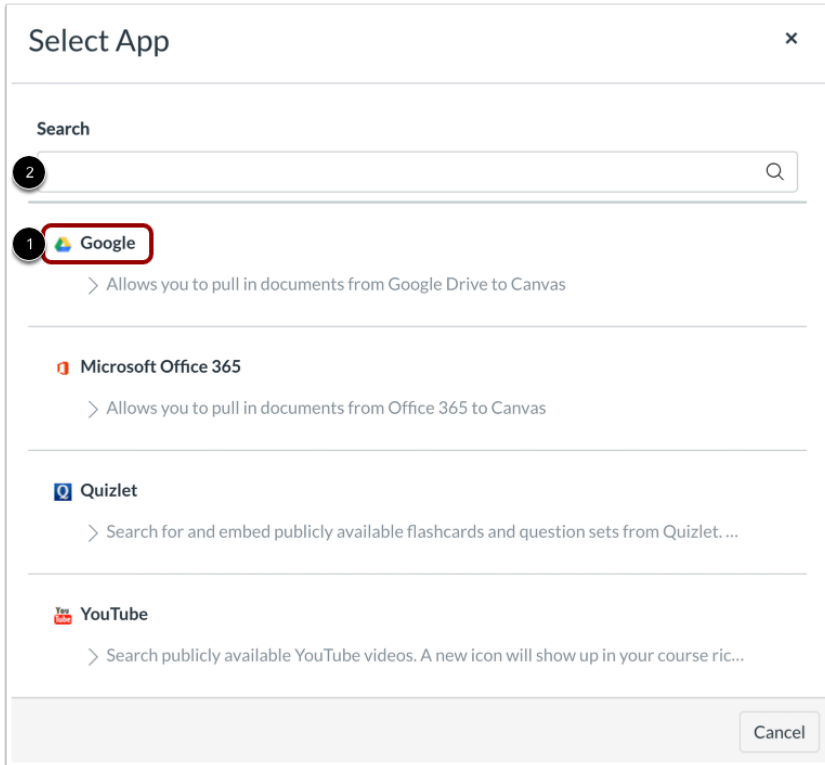 Select App
×
Search
2
1 Google
Allows you to pull in documents from Google Drive to Canvas
Microsoft Office 365
Allows you to pull in documents from Office 365 to Canvas
Quizlet
Search for and embed publicly available flashcards and question sets from Quizlet. ...
You Tube YouTube
Search publicly available YouTube videos. A new icon will show up in your course ric...
Cancel